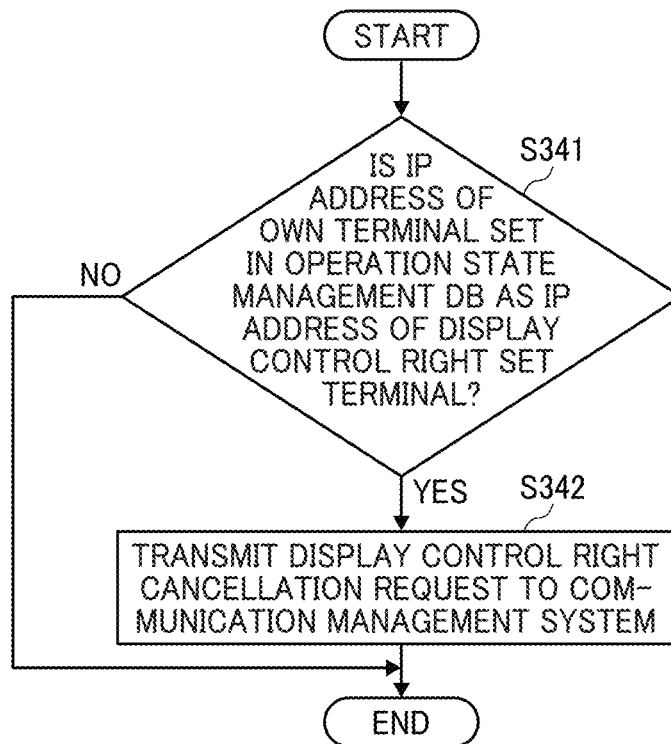 START
S341
IS IP
ADDRESS OF
OWN TERMINAL SET
IN OPERATION STATE
MANAGEMENT DB AS IP
ADDRESS OF DISPLAY
CONTROL RIGHT SET
TERMINAL?
NO
YES
S342
TRANSMIT DISPLAY CONTROL RIGHT
CANCELLATION REQUEST TO COM-
MUNICATION MANAGEMENT SYSTEM
END